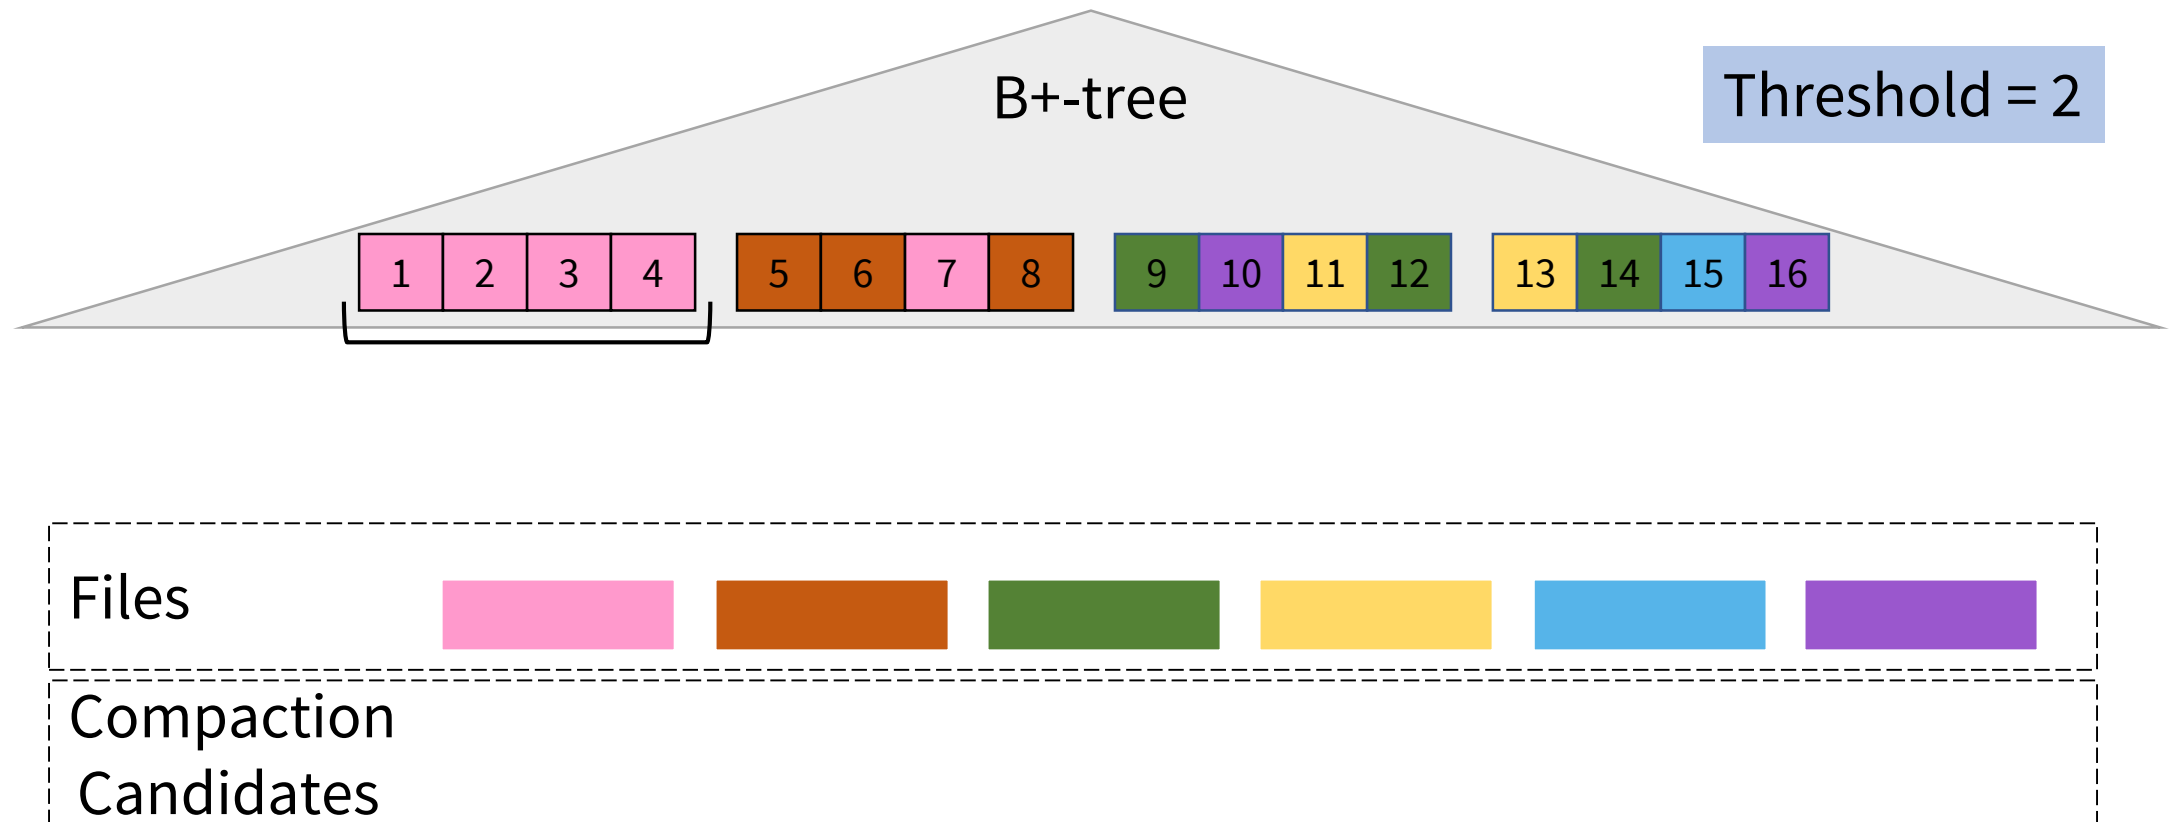 B+-tree
Threshold = 2
1 2 3 4 5 6 7 8 9 10 11 12 13 14 15 16
Files
Compaction
Candidates